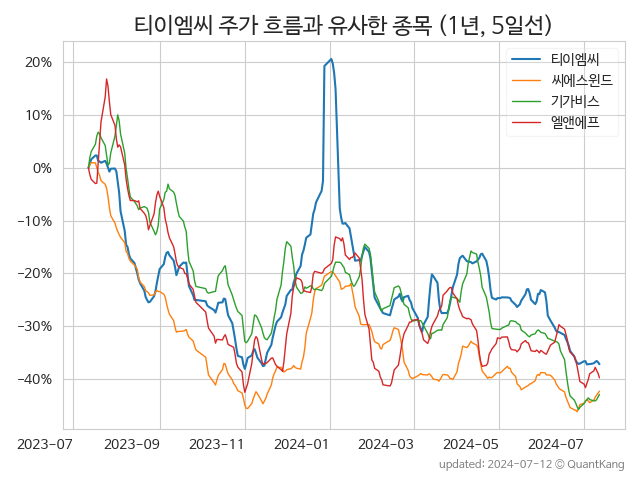 티이엠씨 주가 흐름과 유사한 종목 (1년, 5일선)
티이엠씨
씨에스윈드
기가비스
엘앤에프
20%
10%
0%
−10%
−20%
−30%
−40%
2023-07 2023-09 2023-11 2024-01 2024-03 2024-05 2024-07
updated: 2024-07-12 © QuantKang